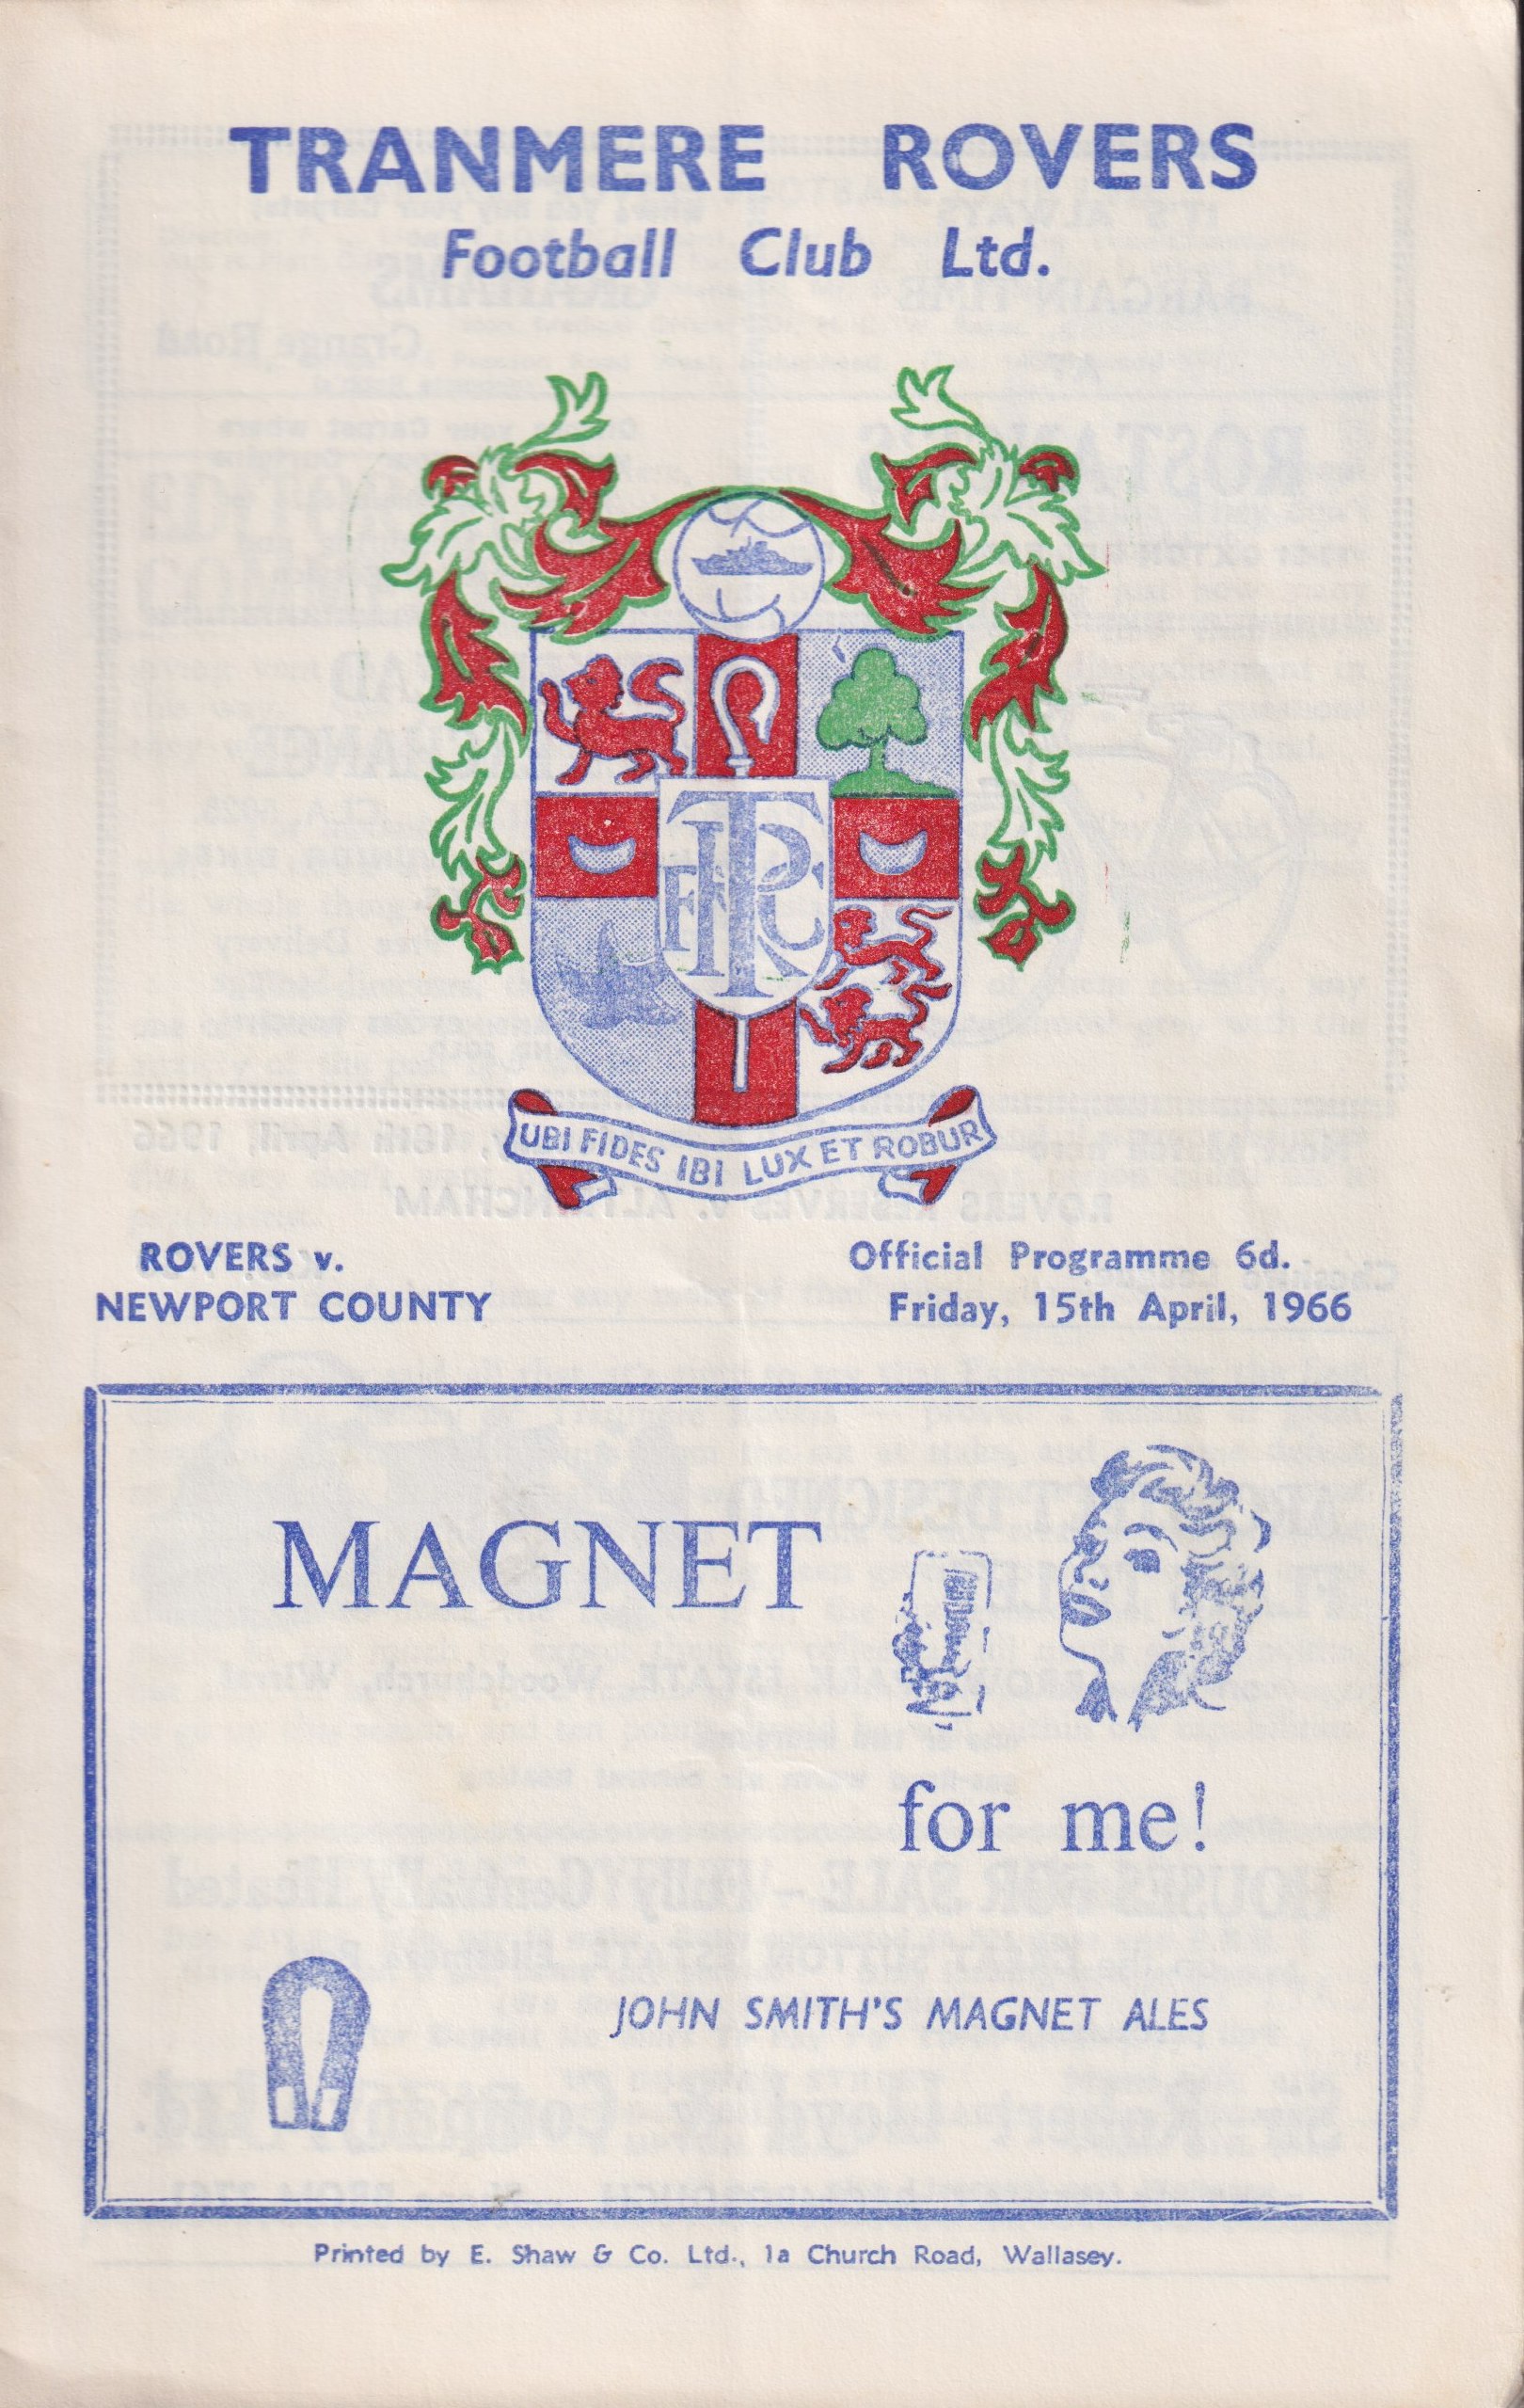 TRANMERE ROVERS
Football Club Ltd.
TRFC
UBI FIDES IBI LUX ET ROBUR
ROVERS v.
NEWPORT COUNTY
Official Programme 6d.
Friday, 15th April, 1966
MAGNET
for me!
JOHN SMITH'S MAGNET ALES
Printed by E. Shaw & Co. Ltd., 1a Church Road, Wallasey.